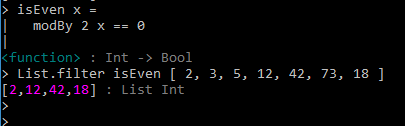 > isEven x =
|   modBy 2 x == 0
|
<function> : Int -> Bool
> List.filter isEven [ 2, 3, 5, 12, 42, 73, 18 ]
[2,12,42,18] : List Int
>
>